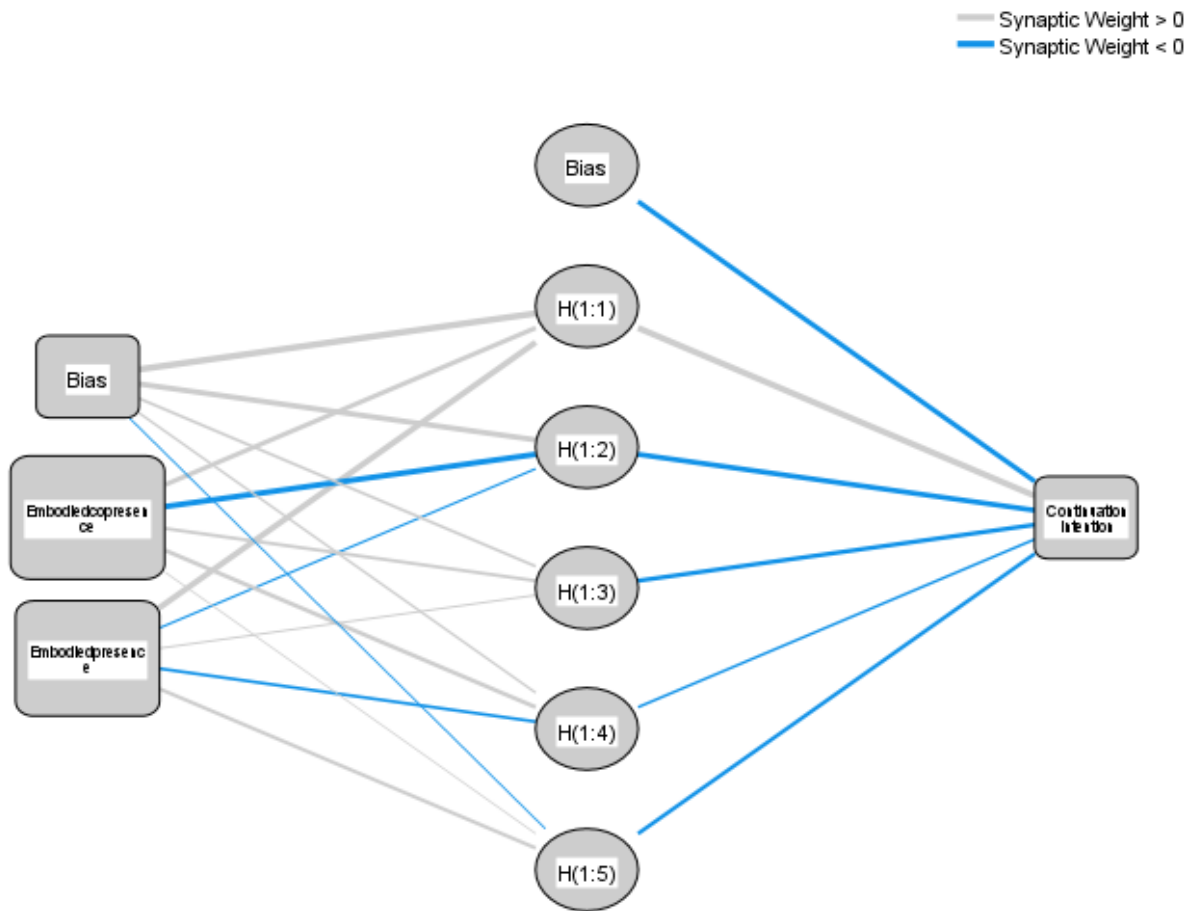 Synaptic Weight > 0
Synaptic Weight < 0
Bias
H(1:1)
Bias
H(1:2)
Embodiedcopresen
ce
Continuation
Intention
H(1:3)
Embodiedpresenc
e
H(1:4)
H(1:5)